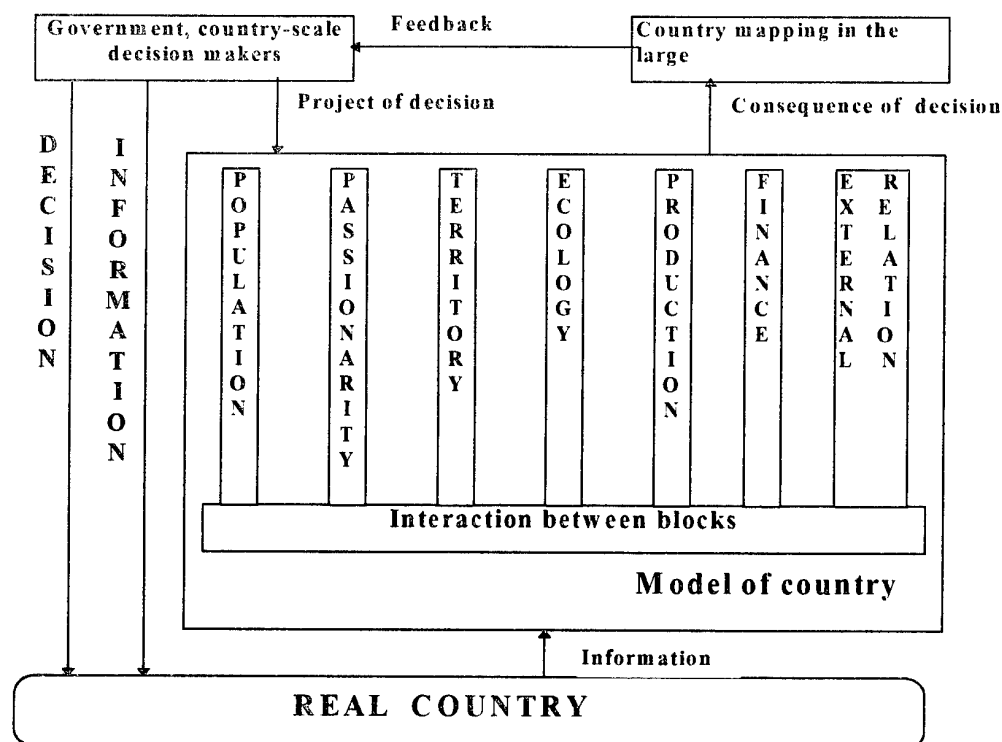 Government, country-scale
decision makers
Feedback
Country mapping in the
large
Project of decision
Consequence of decision
DECISION
INFORMATION
POPULATION
PASSIONARITY
TERRITORY
ECOLOGY
PRODUCTION
FINANCE
EXTERNAL
RELATION
Interaction between blocks
Model of country
Information
REAL COUNTRY